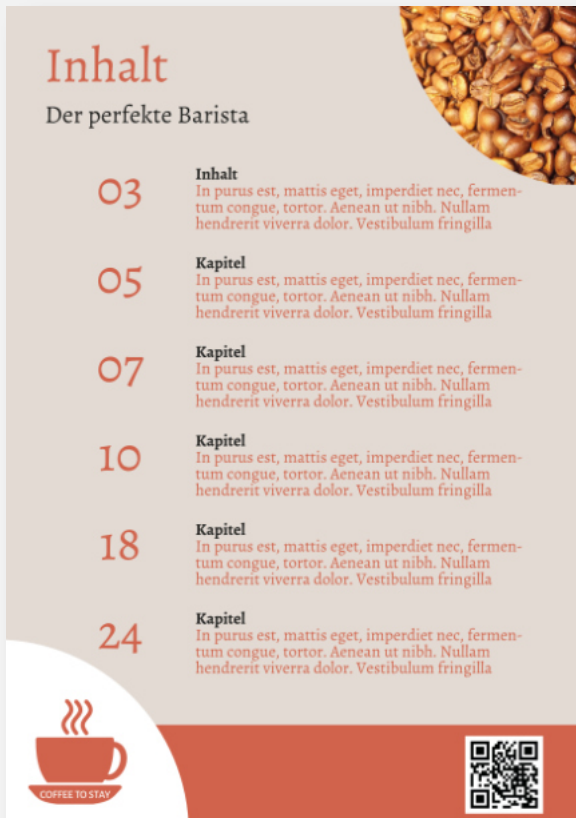 Inhalt
Der perfekte Barista
03
Inhalt
In purus est, mattis eget, imperdiet nec, fermen-
tum congue, tortor. Aenean ut nibh. Nullam
hendrerit viverra dolor. Vestibulum fringilla
05
Kapitel
In purus est, mattis eget, imperdiet nec, fermen-
tum congue, tortor. Aenean ut nibh. Nullam
hendrerit viverra dolor. Vestibulum fringilla
07
Kapitel
In purus est, mattis eget, imperdiet nec, fermen-
tum congue, tortor. Aenean ut nibh. Nullam
hendrerit viverra dolor. Vestibulum fringilla
10
Kapitel
In purus est, mattis eget, imperdiet nec, fermen-
tum congue, tortor. Aenean ut nibh. Nullam
hendrerit viverra dolor. Vestibulum fringilla
18
Kapitel
In purus est, mattis eget, imperdiet nec, fermen-
tum congue, tortor. Aenean ut nibh. Nullam
hendrerit viverra dolor. Vestibulum fringilla
24
Kapitel
In purus est, mattis eget, imperdiet nec, fermen-
tum congue, tortor. Aenean ut nibh. Nullam
hendrerit viverra dolor. Vestibulum fringilla
COFFEE TO STAY